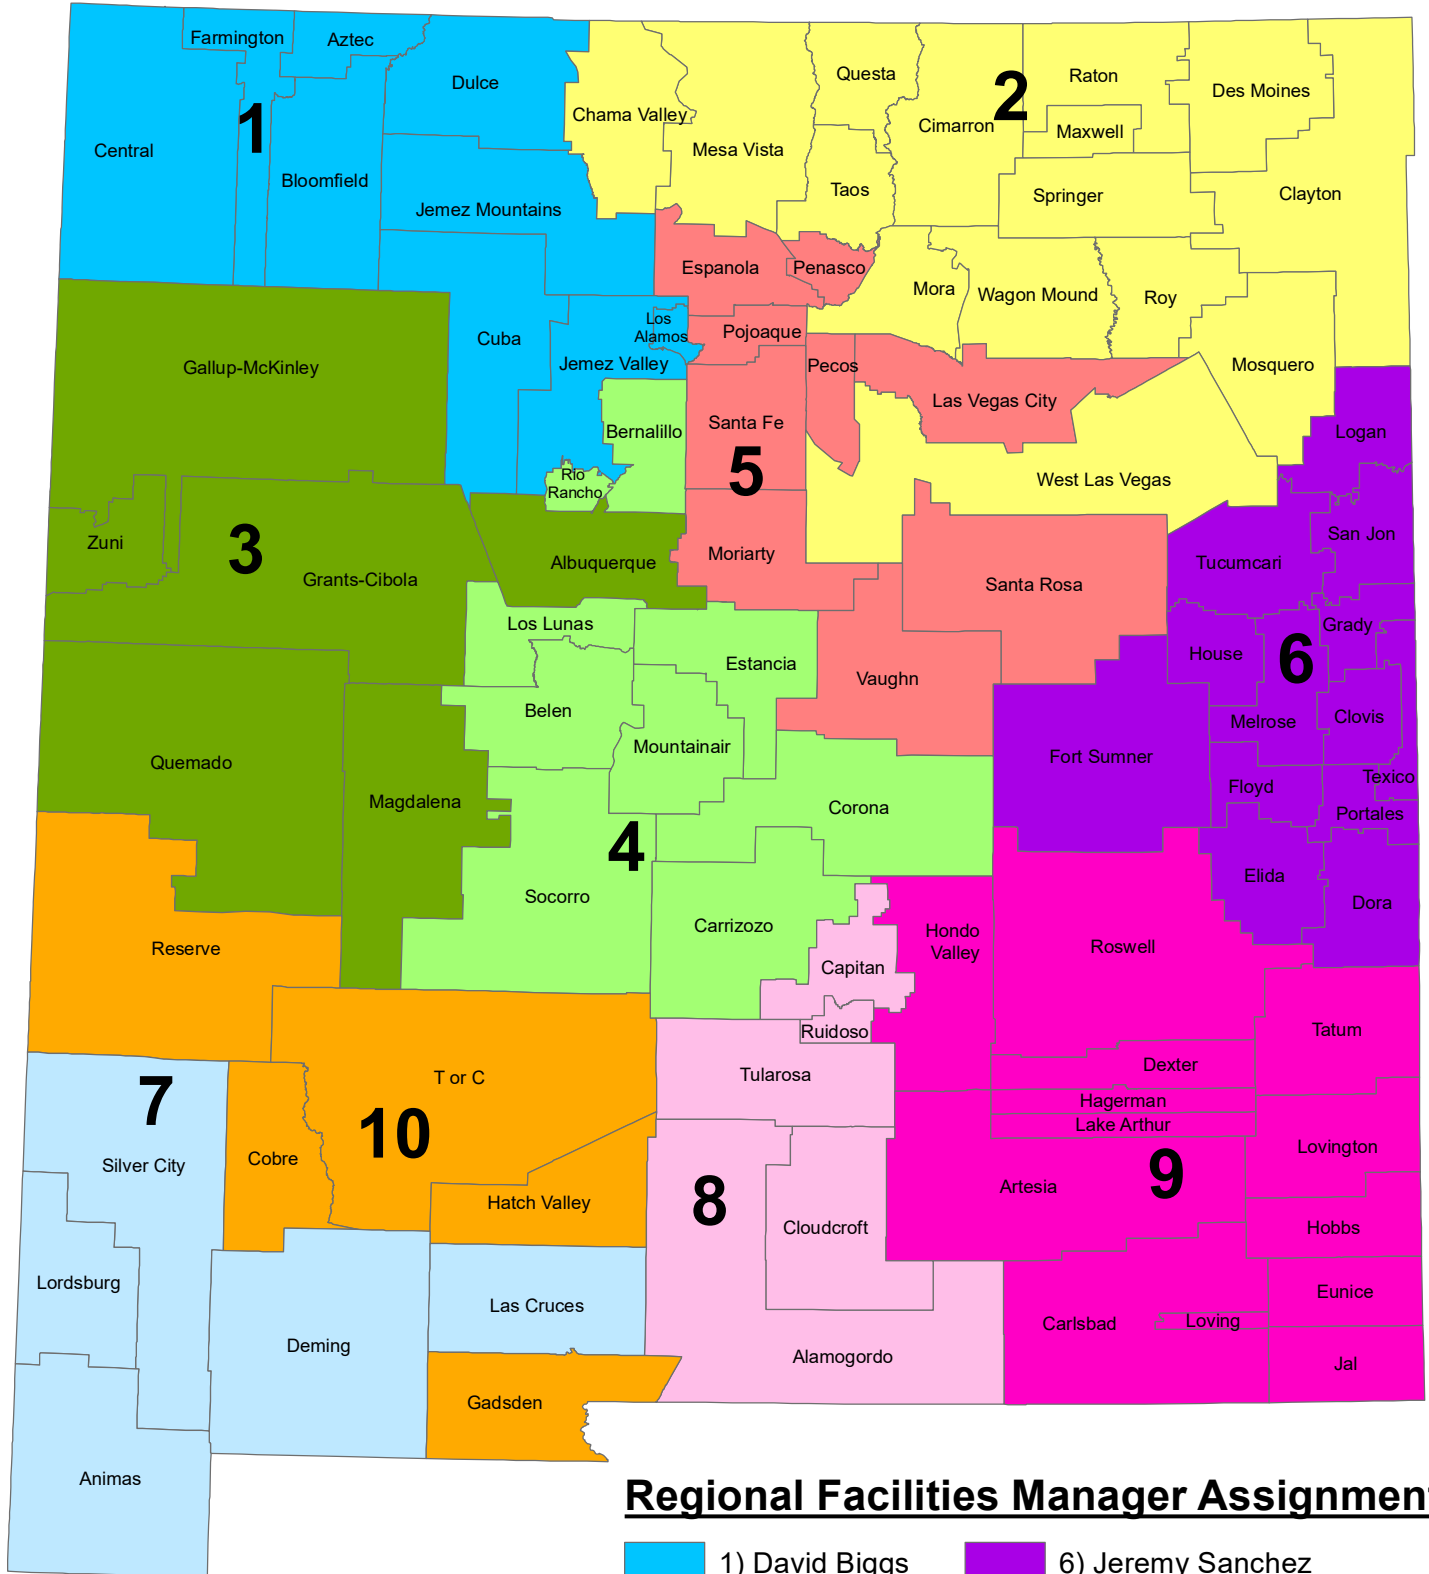 Farmington
Aztec
Dulce
1
Central
Bloomfield
Jemez Mountains
Cuba
Los
Alamos
Jemez Valley
Chama Valley
Mesa Vista
Questa
Taos
Cimarron
2
Raton
Maxwell
Des Moines
Springer
Clayton
Mora
Wagon Mound
Roy
Mosquero
West Las Vegas
Espanola
Penasco
Pojoaque
Pecos
Las Vegas City
Santa Fe
5
Moriarty
Santa Rosa
Vaughn
Gallup-McKinley
Zuni
3
Grants-Cibola
Albuquerque
Quemado
Magdalena
Bernalillo
Rio
Rancho
Los Lunas
Belen
Estancia
Mountainair
Corona
4
Socorro
Carrizozo
Logan
San Jon
Tucumcari
Grady
House
6
Melrose
Clovis
Fort Sumner
Floyd
Texico
Portales
Elida
Dora
Reserve
T or C
10
Cobre
Hatch Valley
Gadsden
7
Silver City
Lordsburg
Animas
Deming
Las Cruces
Capitan
Ruidoso
Tularosa
8
Cloudcroft
Alamogordo
Hondo
Valley
Roswell
Tatum
Dexter
Hagerman
Lake Arthur
Artesia
9
Lovington
Hobbs
Eunice
Carlsbad
Loving
Jal
Regional Facilities Manager Assignment
1) David Biggs
6) Jeremy Sanchez